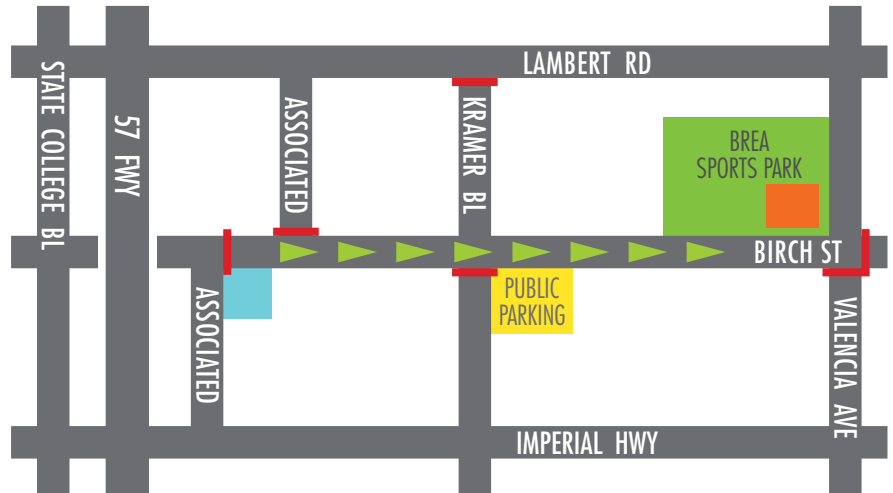 LAMBERT RD
STATE COLLEGE BL
57 FWY
ASSOCIATED
KRAMER BL
BREA
SPORTS PARK
BIRCH ST
ASSOCIATED
PUBLIC
PARKING
VALENCIA AVE
IMPERIAL HWY